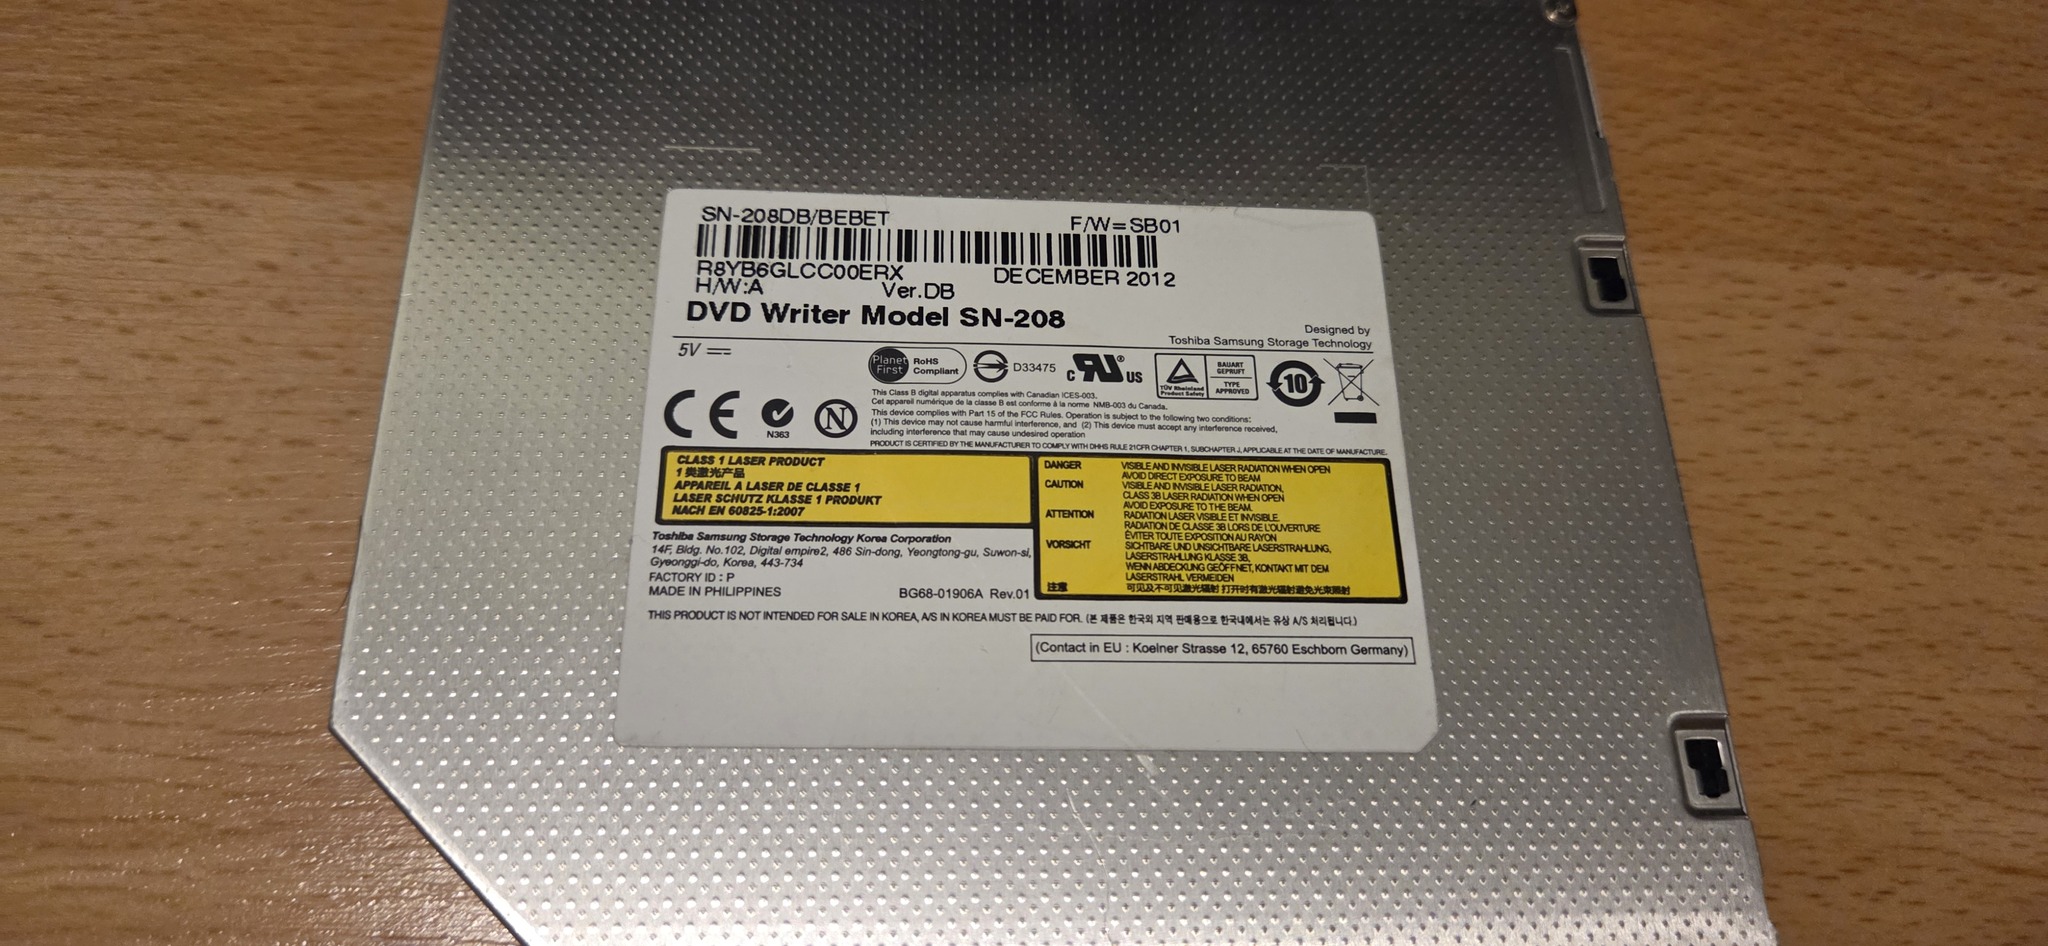 SN-208DB/BEBET F/W=SB01
R8YB6GLCC00ERX DECEMBER 2012
H/W:A Ver.DB
DVD Writer Model SN-208
Designed by
Toshiba Samsung Storage Technology
5V
Planet First RoHS Compliant D33475 c RU® US TÜV Rheinland Product Safety BAUART GEPRÜFT TYPE APPROVED 10
CE N363 N
This Class B digital apparatus complies with Canadian ICES-003.
Cet appareil numérique de la classe B est conforme à la norme NMB-003 du Canada.
This device complies with Part 15 of the FCC Rules. Operation is subject to the following two conditions:
(1) This device may not cause harmful interference, and (2) This device must accept any interference received,
including interference that may cause undesired operation
PRODUCT IS CERTIFIED BY THE MANUFACTURER TO COMPLY WITH DHHS RULE 21CFR CHAPTER 1, SUBCHAPTER J, APPLICABLE AT THE DATE OF MANUFACTURE.
CLASS 1 LASER PRODUCT
1 类激光产品
APPAREIL A LASER DE CLASSE 1
LASER SCHUTZ KLASSE 1 PRODUKT
NACH EN 60825-1:2007
DANGER VISIBLE AND INVISIBLE LASER RADIATION WHEN OPEN
AVOID DIRECT EXPOSURE TO BEAM
CAUTION VISIBLE AND INVISIBLE LASER RADIATION,
CLASS 3B LASER RADIATION WHEN OPEN
AVOID EXPOSURE TO THE BEAM.
ATTENTION RADIATION LASER VISIBLE ET INVISIBLE.
RADIATION DE CLASSE 3B LORS DE L'OUVERTURE
ÉVITER TOUTE EXPOSITION AU RAYON
VORSICHT SICHTBARE UND UNSICHTBARE LASERSTRAHLUNG,
LASERSTRAHLUNG KLASSE 3B,
WENN ABDECKUNG GEÖFFNET, KONTAKT MIT DEM
LASERSTRAHL VERMEIDEN
注意 可见及不可见激光辐射 打开时有激光辐射避免光束照射
Toshiba Samsung Storage Technology Korea Corporation
14F, Bldg. No.102, Digital empire2, 486 Sin-dong, Yeongtong-gu, Suwon-si,
Gyeonggi-do, Korea, 443-734
FACTORY ID : P
MADE IN PHILIPPINES BG68-01906A Rev.01
THIS PRODUCT IS NOT INTENDED FOR SALE IN KOREA, A/S IN KOREA MUST BE PAID FOR. (본 제품은 한국외 지역 판매용으로 한국내에서는 유상 A/S 처리됩니다.)
(Contact in EU : Koelner Strasse 12, 65760 Eschborn Germany)